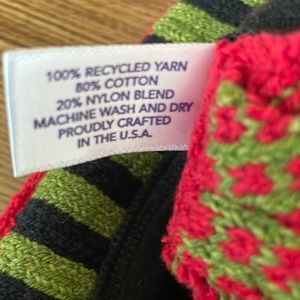 100% RECYCLED YARN
80% COTTON
20% NYLON BLEND
MACHINE WASH AND DRY
PROUDLY CRAFTED
IN THE U.S.A.